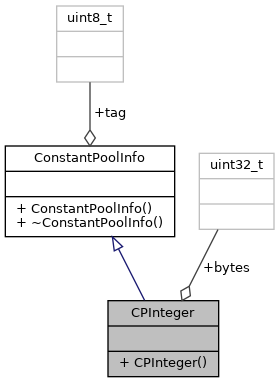 uint8_t
+tag
ConstantPoolInfo
+ ConstantPoolInfo()
+ ~ConstantPoolInfo()
uint32_t
+bytes
CPInteger
+ CPInteger()